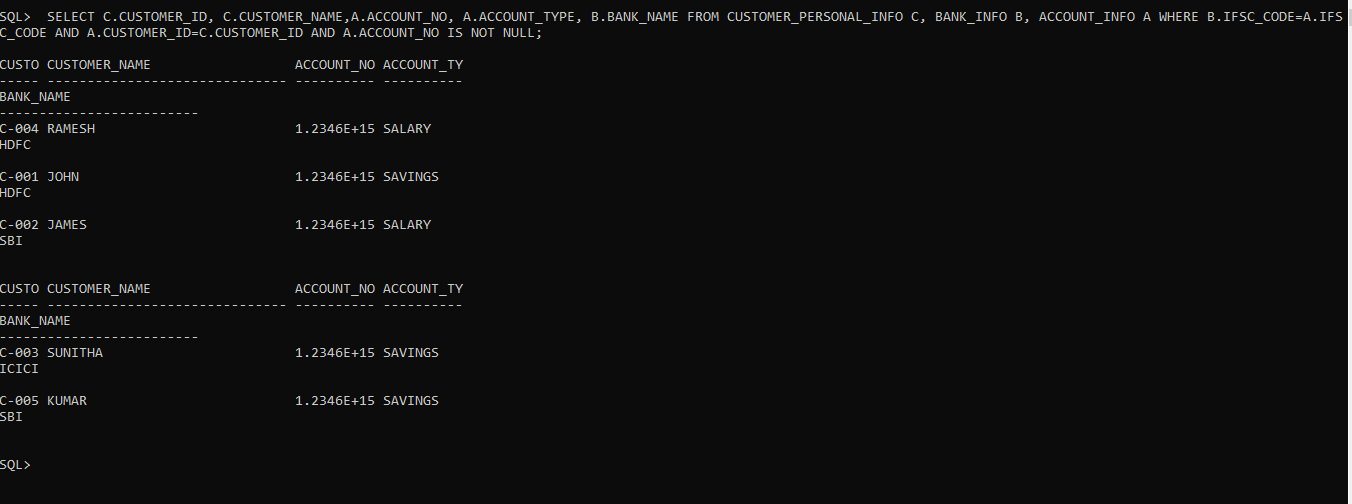 SQL>  SELECT C.CUSTOMER_ID, C.CUSTOMER_NAME,A.ACCOUNT_NO, A.ACCOUNT_TYPE, B.BANK_NAME FROM CUSTOMER_PERSONAL_INFO C, BANK_INFO B, ACCOUNT_INFO A WHERE B.IFSC_CODE=A.IFS
C_CODE AND A.CUSTOMER_ID=C.CUSTOMER_ID AND A.ACCOUNT_NO IS NOT NULL;
CUSTO CUSTOMER_NAME                  ACCOUNT_NO ACCOUNT_TY
----- ------------------------------ ---------- ----------
BANK_NAME
-------------------------
C-004 RAMESH                         1.2346E+15 SALARY
HDFC
C-001 JOHN                           1.2346E+15 SAVINGS
HDFC
C-002 JAMES                          1.2346E+15 SALARY
SBI
CUSTO CUSTOMER_NAME                  ACCOUNT_NO ACCOUNT_TY
----- ------------------------------ ---------- ----------
BANK_NAME
-------------------------
C-003 SUNITHA                        1.2346E+15 SAVINGS
ICICI
C-005 KUMAR                          1.2346E+15 SAVINGS
SBI
SQL>